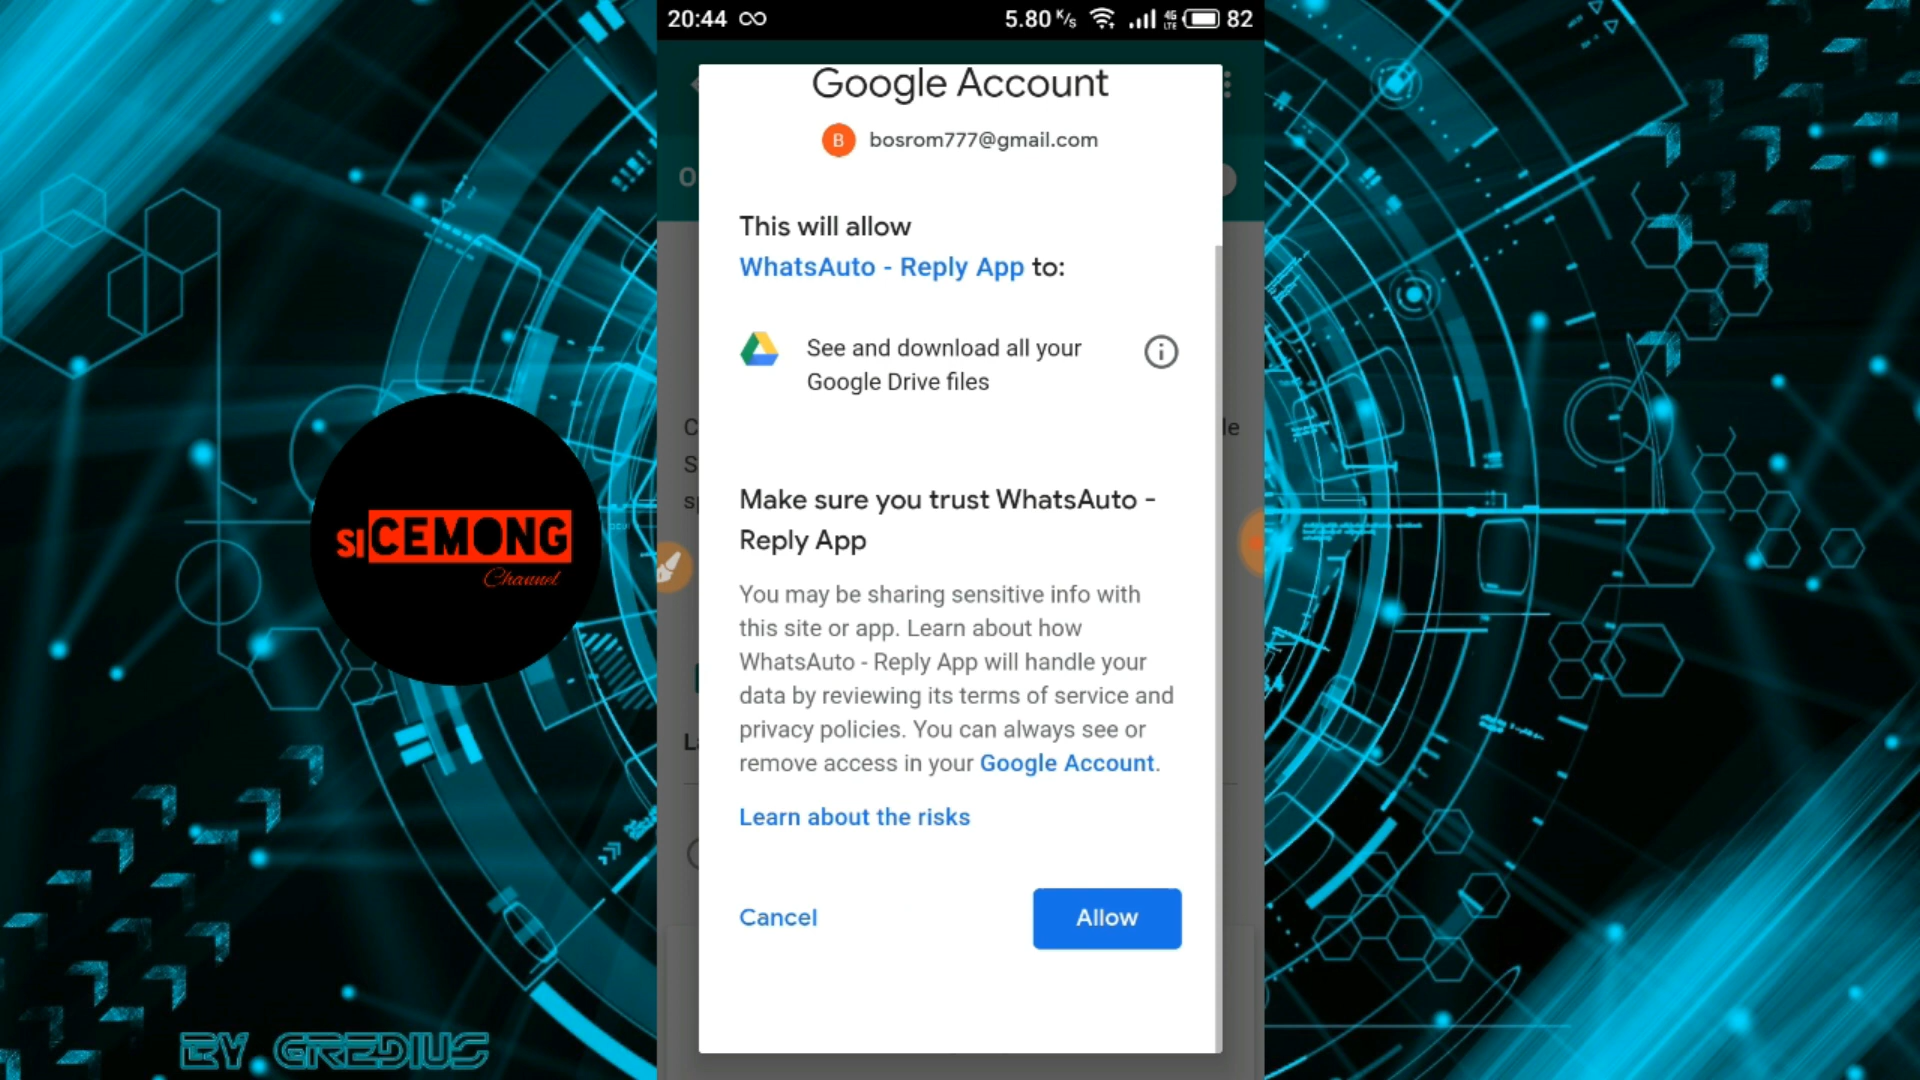 20:44
5.80 K/s 4G LTE 82
Google Account
B bosrom777@gmail.com
This will allow
WhatsAuto - Reply App to:
See and download all your
Google Drive files
Make sure you trust WhatsAuto -
Reply App
You may be sharing sensitive info with
this site or app. Learn about how
WhatsAuto - Reply App will handle your
data by reviewing its terms of service and
privacy policies. You can always see or
remove access in your Google Account.
Learn about the risks
Cancel
Allow
SI CEMONG
Channel
BY GREDIUS